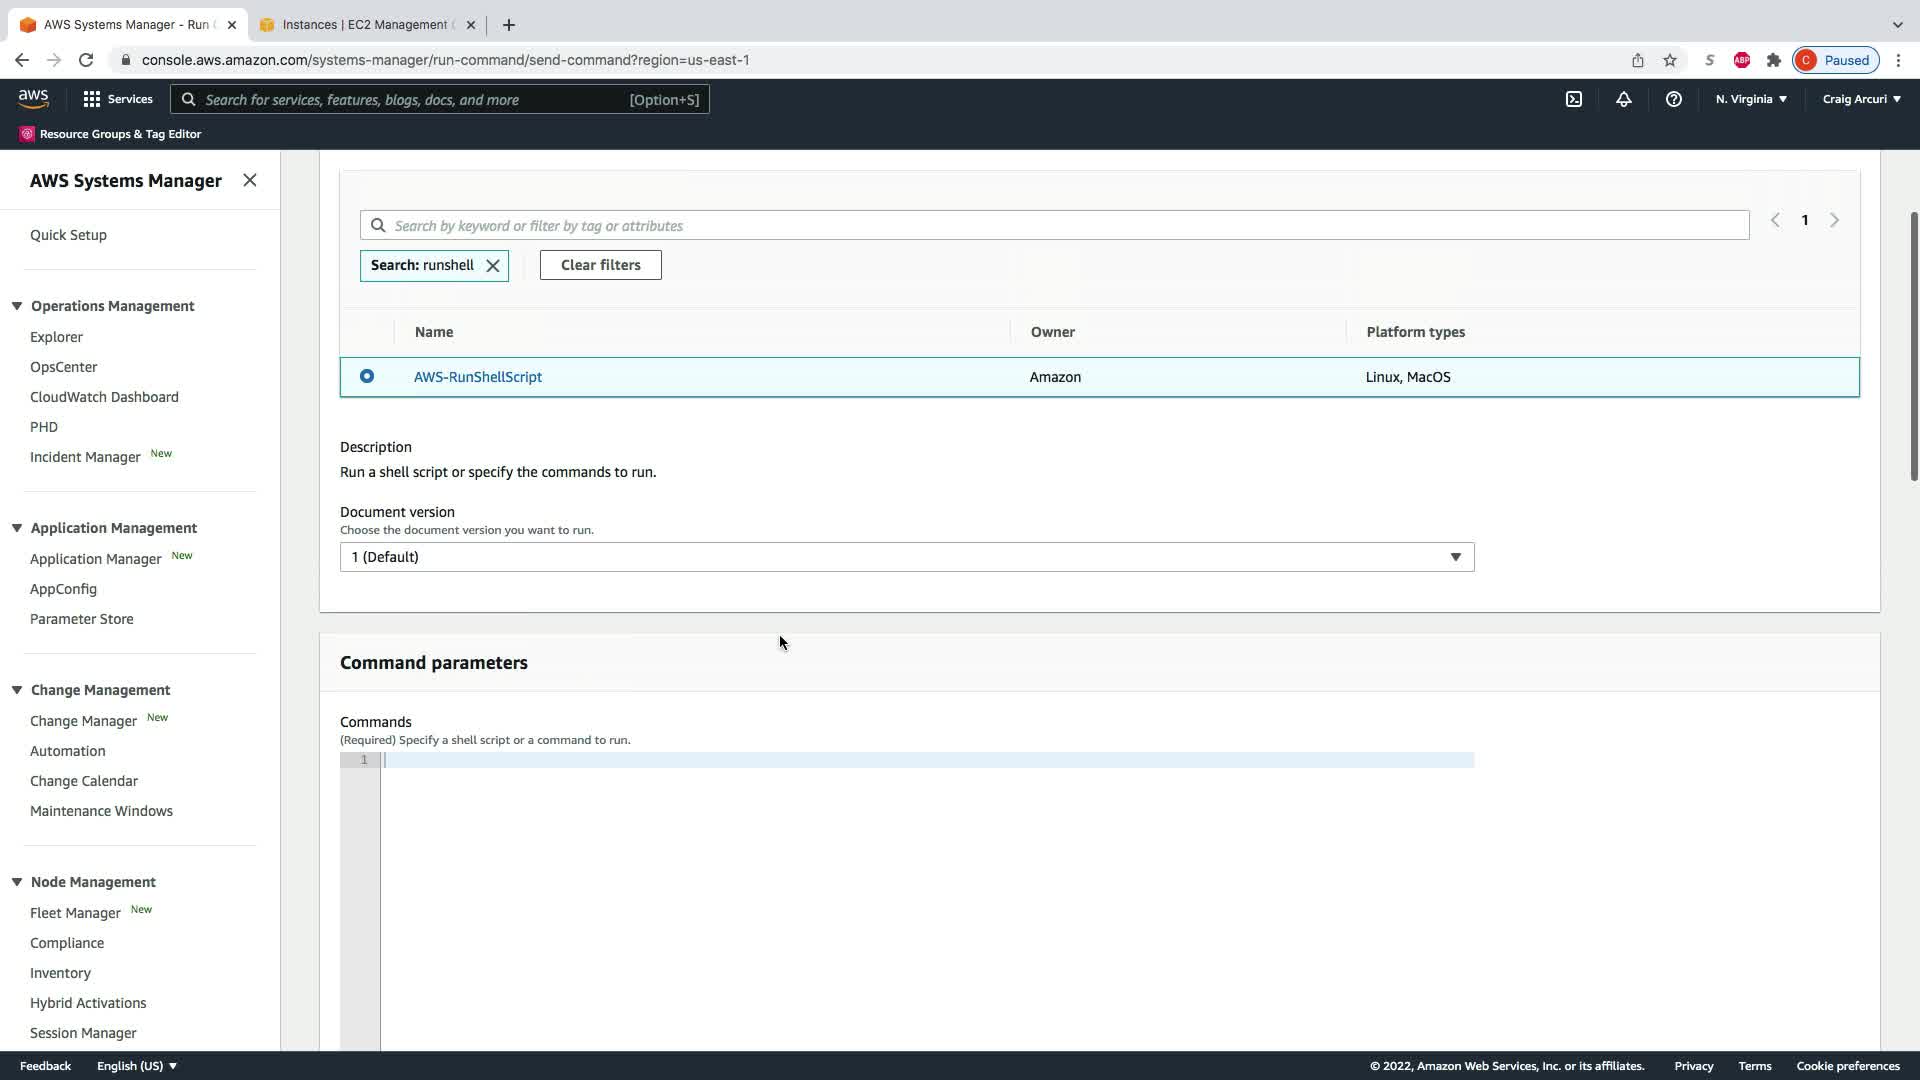 AWS Systems Manager - Run C
Instances | EC2 Management C
console.aws.amazon.com/systems-manager/run-command/send-command?region=us-east-1
S
ABP
C
Paused
aws
Services
Search for services, features, blogs, docs, and more
[Option+S]
N. Virginia
Craig Arcuri
Resource Groups & Tag Editor
AWS Systems Manager
Quick Setup
Operations Management
Explorer
OpsCenter
CloudWatch Dashboard
PHD
Incident Manager New
Application Management
Application Manager New
AppConfig
Parameter Store
Change Management
Change Manager New
Automation
Change Calendar
Maintenance Windows
Node Management
Fleet Manager New
Compliance
Inventory
Hybrid Activations
Session Manager
Search by keyword or filter by tag or attributes
1
Search: runshell
Clear filters
Name
Owner
Platform types
AWS-RunShellScript
Amazon
Linux, MacOS
Description
Run a shell script or specify the commands to run.
Document version
Choose the document version you want to run.
1 (Default)
Command parameters
Commands
(Required) Specify a shell script or a command to run.
1
Feedback
English (US)
© 2022, Amazon Web Services, Inc. or its affiliates.
Privacy
Terms
Cookie preferences